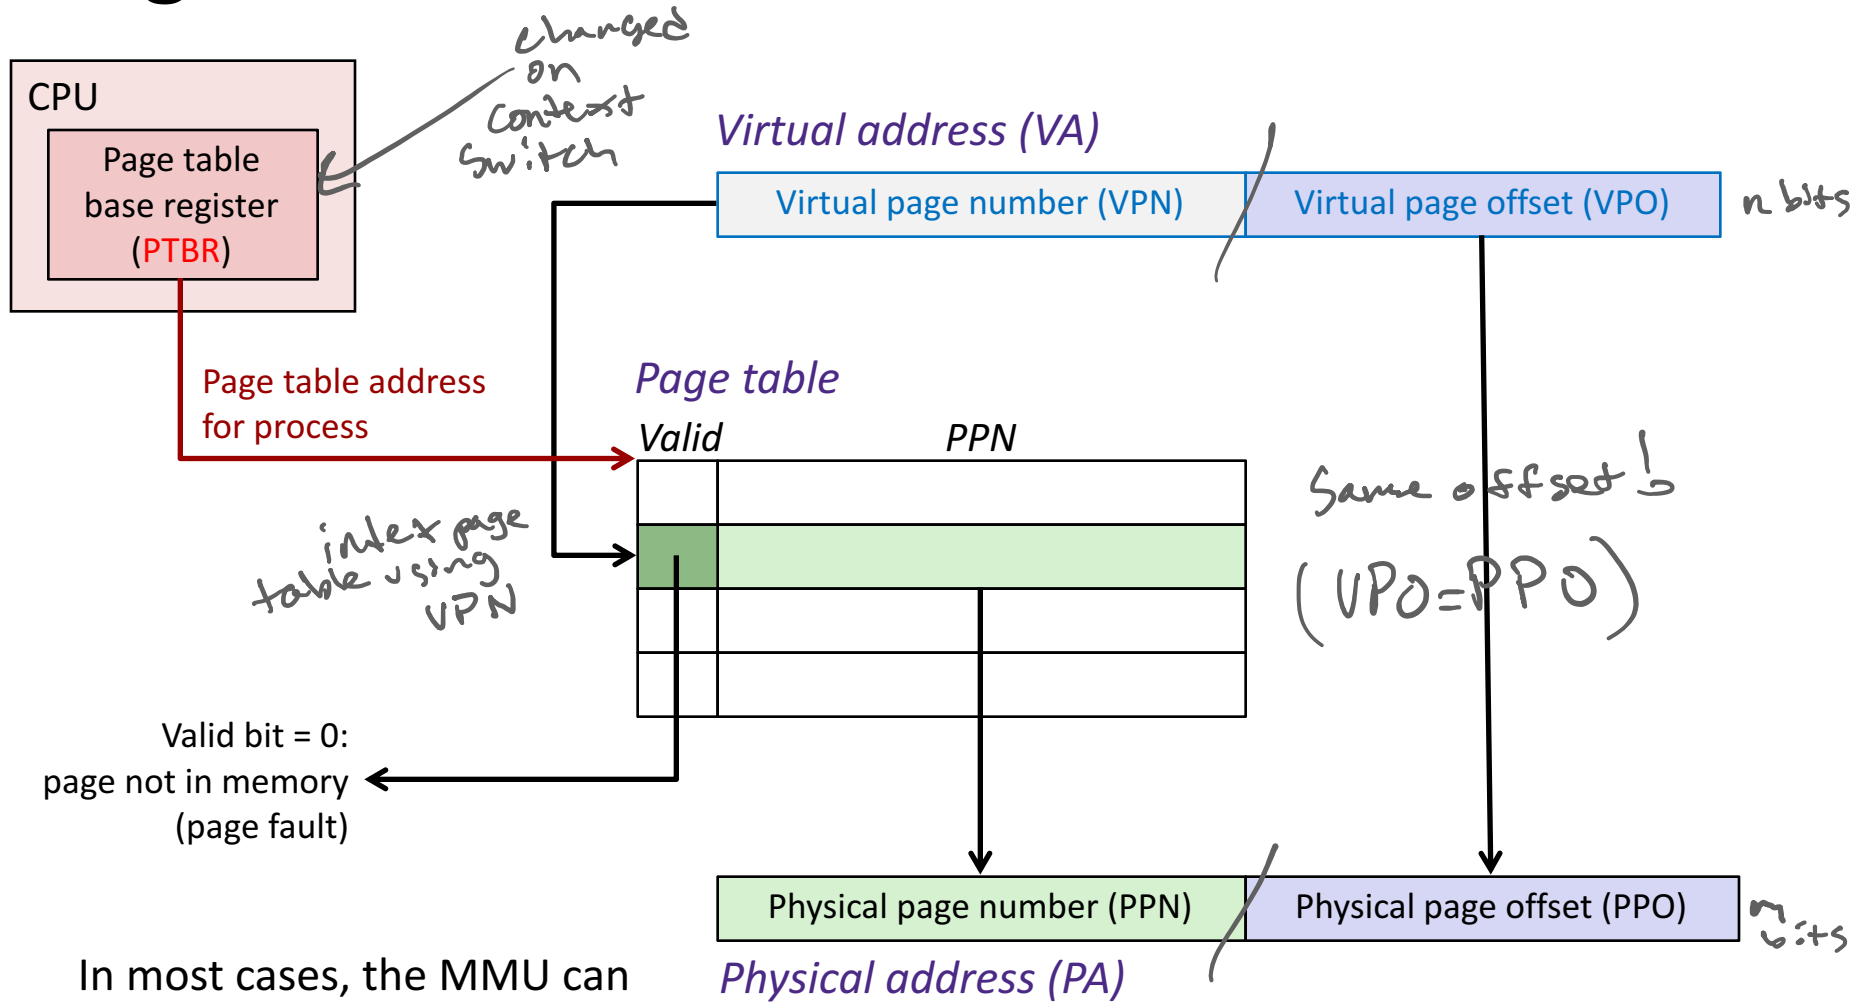 changed
on
context
switch
CPU
Page table
base register
(PTBR)
Virtual address (VA)
Virtual page number (VPN)
Virtual page offset (VPO)
n bits
Page table address
for process
Page table
Valid
PPN
index page
table using
VPN
Same offset!
(VPO=PPO)
Valid bit = 0:
page not in memory
(page fault)
Physical page number (PPN)
Physical page offset (PPO)
m
bits
In most cases, the MMU can
Physical address (PA)